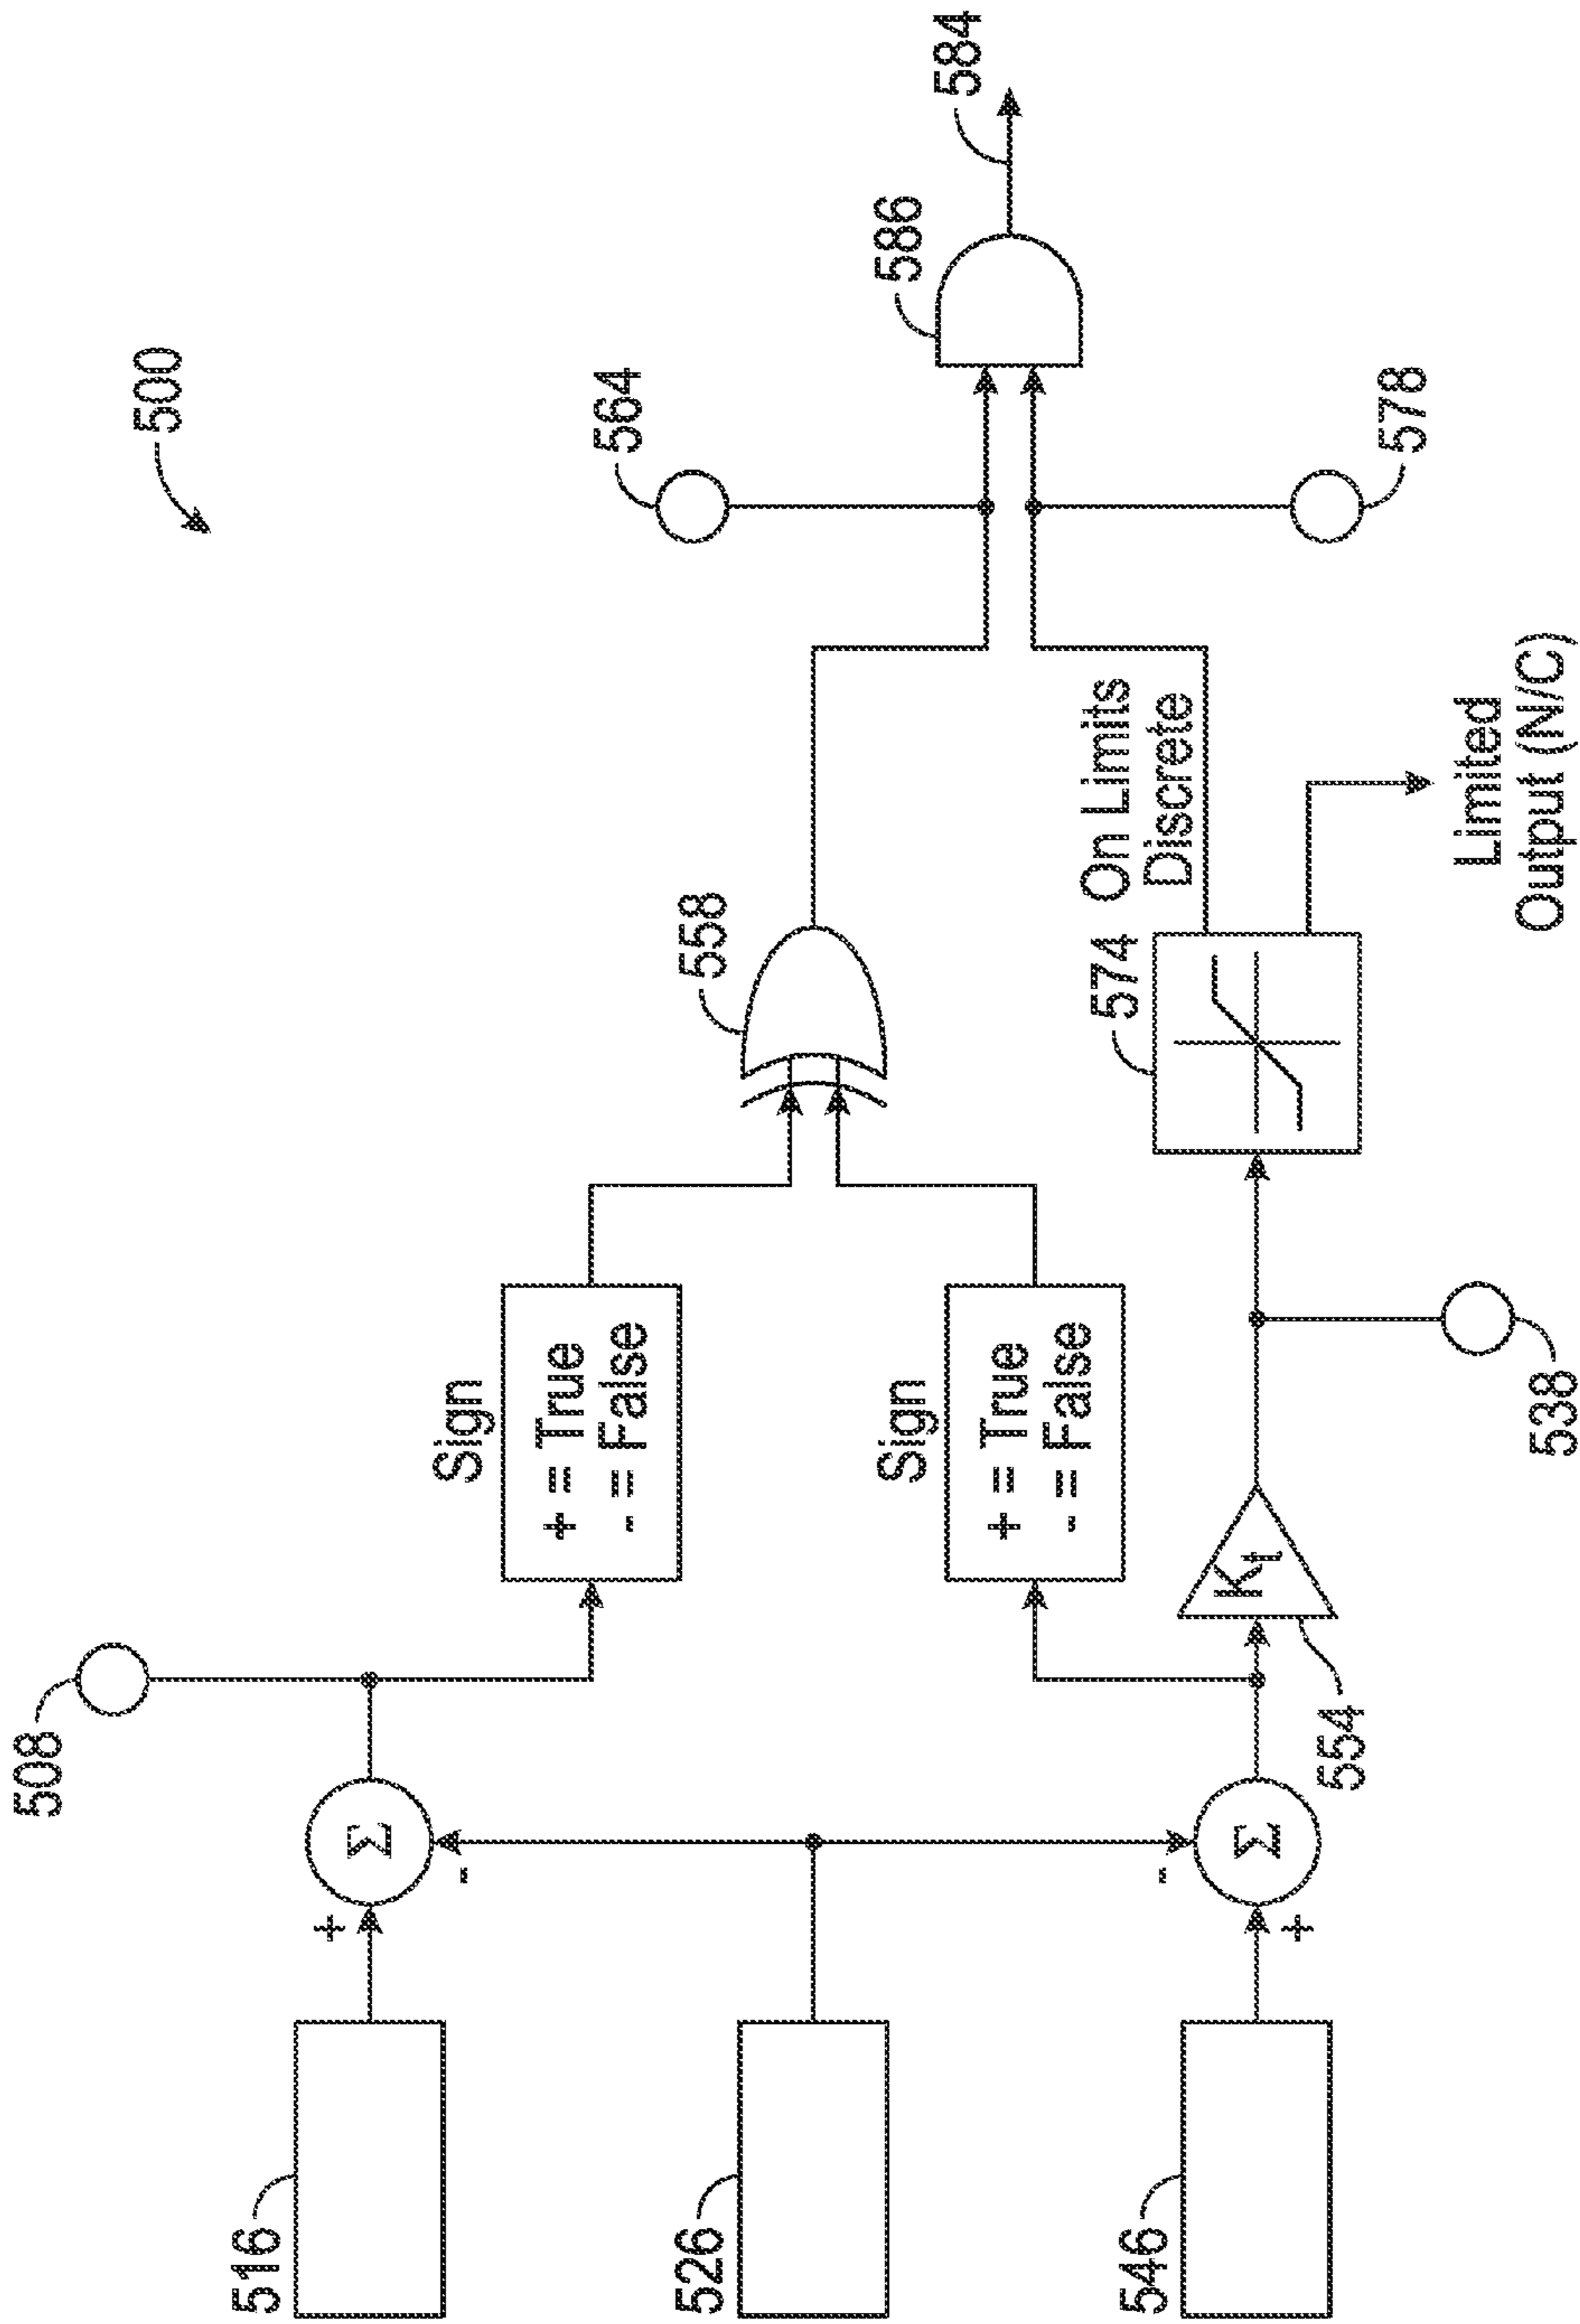 500
508
516
+
Σ
-
Sign
+ = True
- = False
526
558
564
586
584
546
+
Σ
-
Sign
+ = True
- = False
554
Kt
538
574
On Limits
Discrete
578
Limited
Output (N/C)